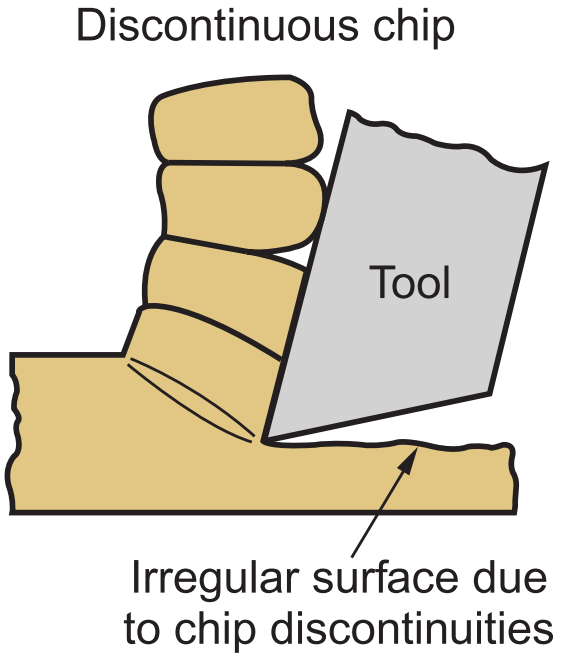 Discontinuous chip
Tool
Irregular surface due
to chip discontinuities